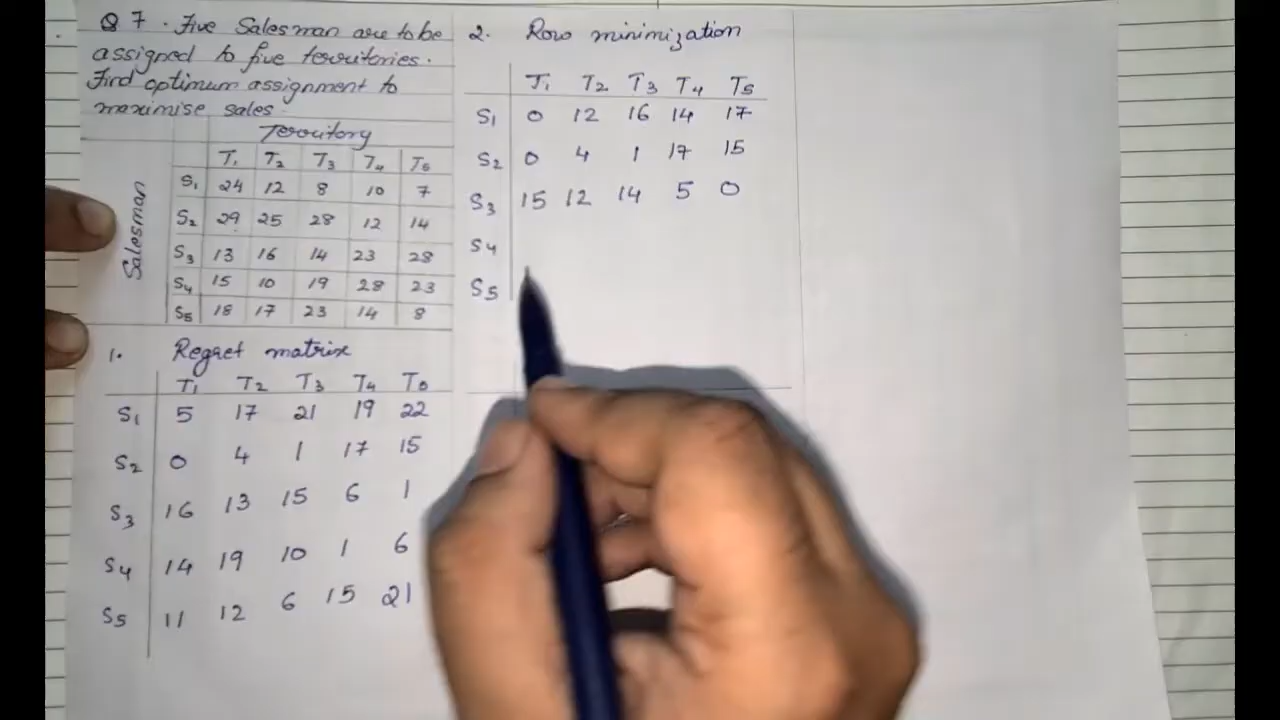 Q 7. Five Salesman are to be
assigned to five territories.
Find optimum assignment to
maximise sales.
Territory
T1 T2 T3 T4 T5
Salesman
S1 24 12 8 10 7
S2 29 25 28 12 14
S3 13 16 14 23 28
S4 15 10 19 28 23
S5 18 17 23 14 8
1. Regret matrix
T1 T2 T3 T4 T5
S1 5 17 21 19 22
S2 0 4 1 17 15
S3 16 13 15 6 1
S4 14 19 10 1 6
S5 11 12 6 15 21
2. Row minimization
T1 T2 T3 T4 T5
S1 0 12 16 14 17
S2 0 4 1 17 15
S3 15 12 14 5 0
S4
S5